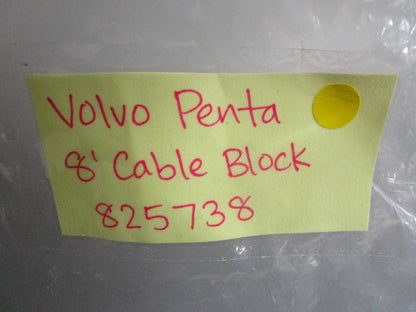 Volvo Penta
8' Cable Block
825738